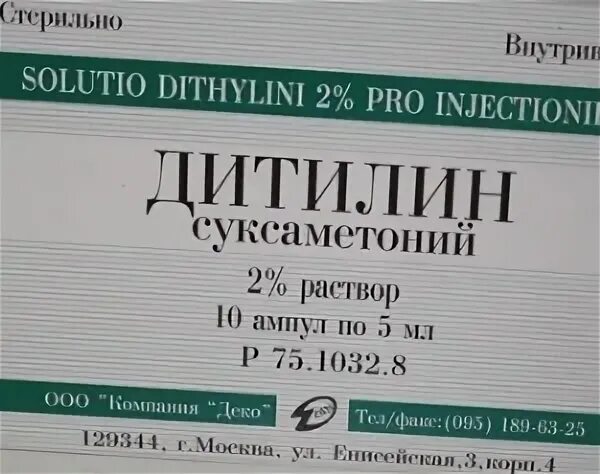 Стерильно
Внутрив
SOLUTIO DITHYLINI 2% PRO INJECTIONI
ДИТИЛИН
суксаметоний
2% раствор
10 ампул по 5 мл
Р 75.1032.8
ООО "Компания "Деко"
Тел/факс:(095) 189-63-25
129344, г.Москва, ул. Енисейская,3,корп.4